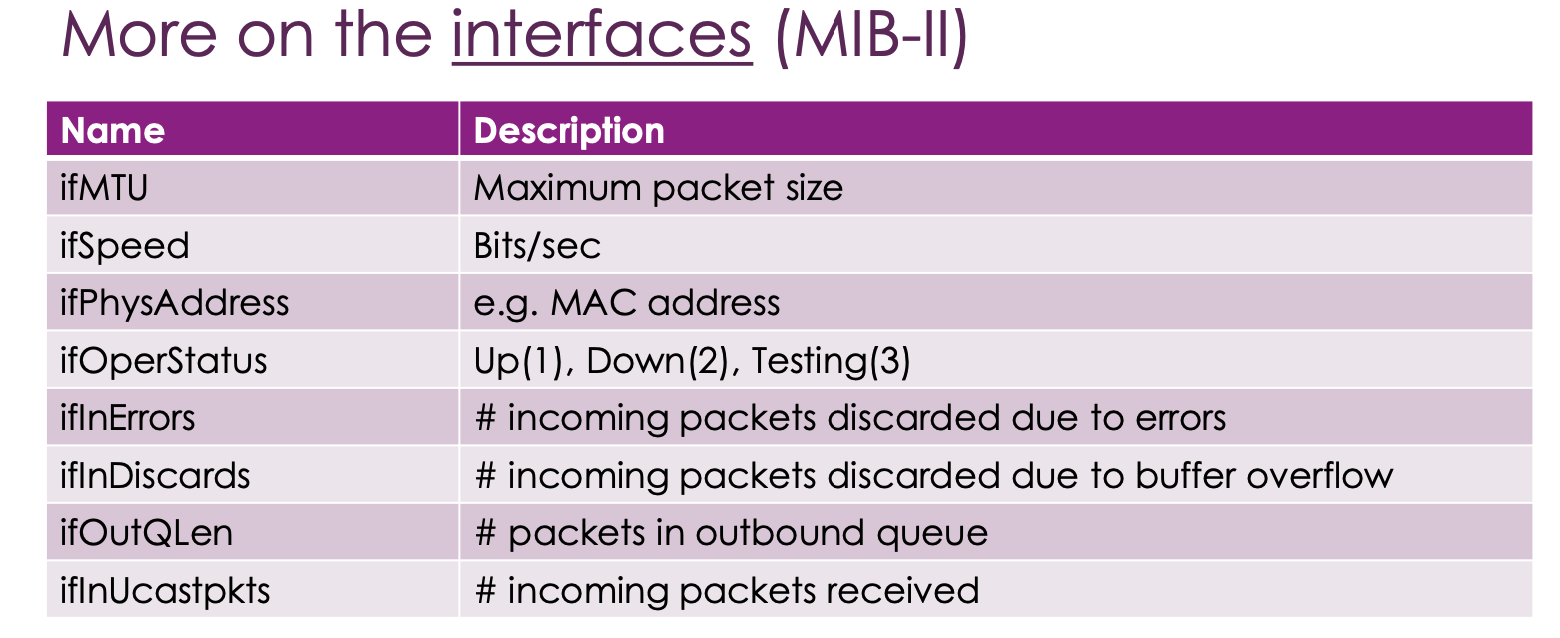 More on the interfaces (MIB-II)
Name Description
ifMTU Maximum packet size
ifSpeed Bits/sec
ifPhysAddress e.g. MAC address
ifOperStatus Up(1), Down(2), Testing(3)
ifInErrors # incoming packets discarded due to errors
ifInDiscards # incoming packets discarded due to buffer overflow
ifOutQLen # packets in outbound queue
ifInUcastpkts # incoming packets received